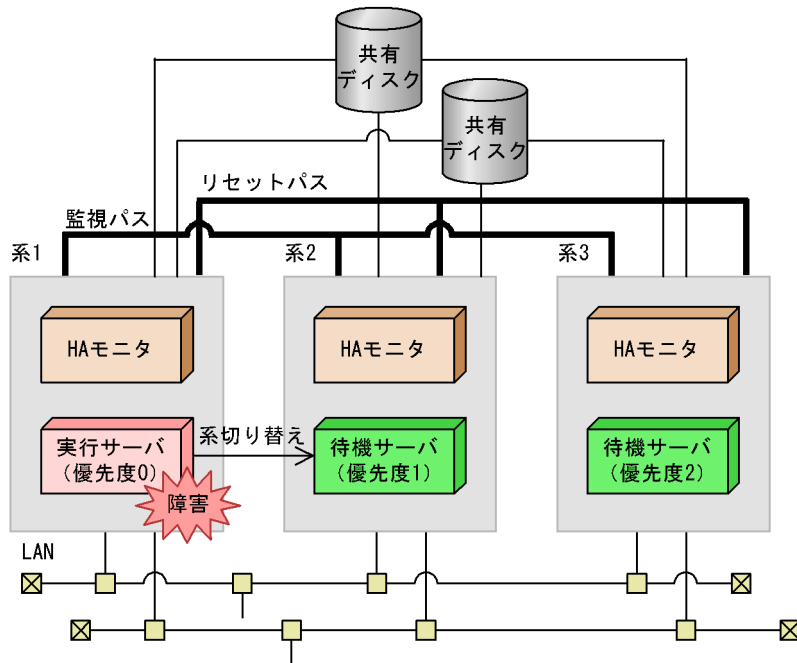 共有
ディスク
共有
ディスク
リセットパス
監視パス
系1
系2
系3
HAモニタ
HAモニタ
HAモニタ
実行サーバ
(優先度0)
系切り替え
待機サーバ
(優先度1)
待機サーバ
(優先度2)
障害
LAN